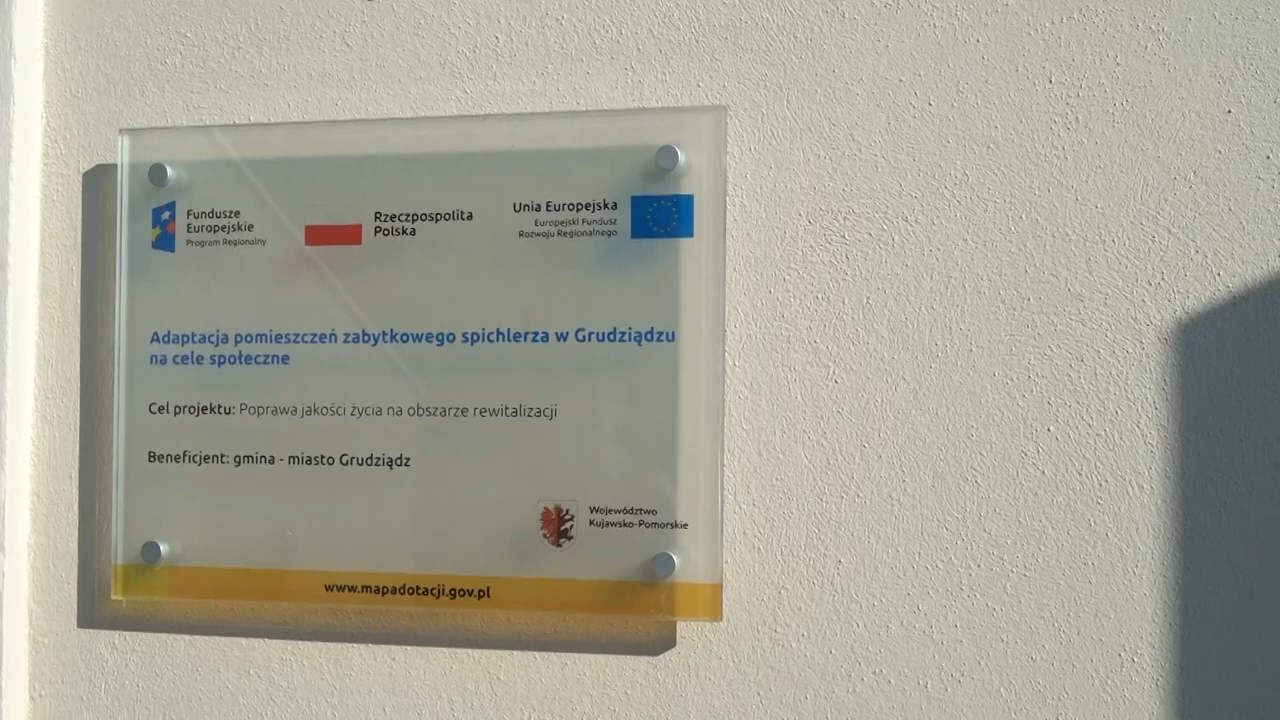 Fundusze
Europejskie
Program Regionalny
Rzeczpospolita
Polska
Unia Europejska
Europejski Fundusz
Rozwoju Regionalnego
Adaptacja pomieszczeń zabytkowego spichlerza w Grudziądzu
na cele społeczne
Cel projektu: Poprawa jakości życia na obszarze rewitalizacji
Beneficjent: gmina - miasto Grudziądz
Województwo
Kujawsko-Pomorskie
www.mapadotacji.gov.pl